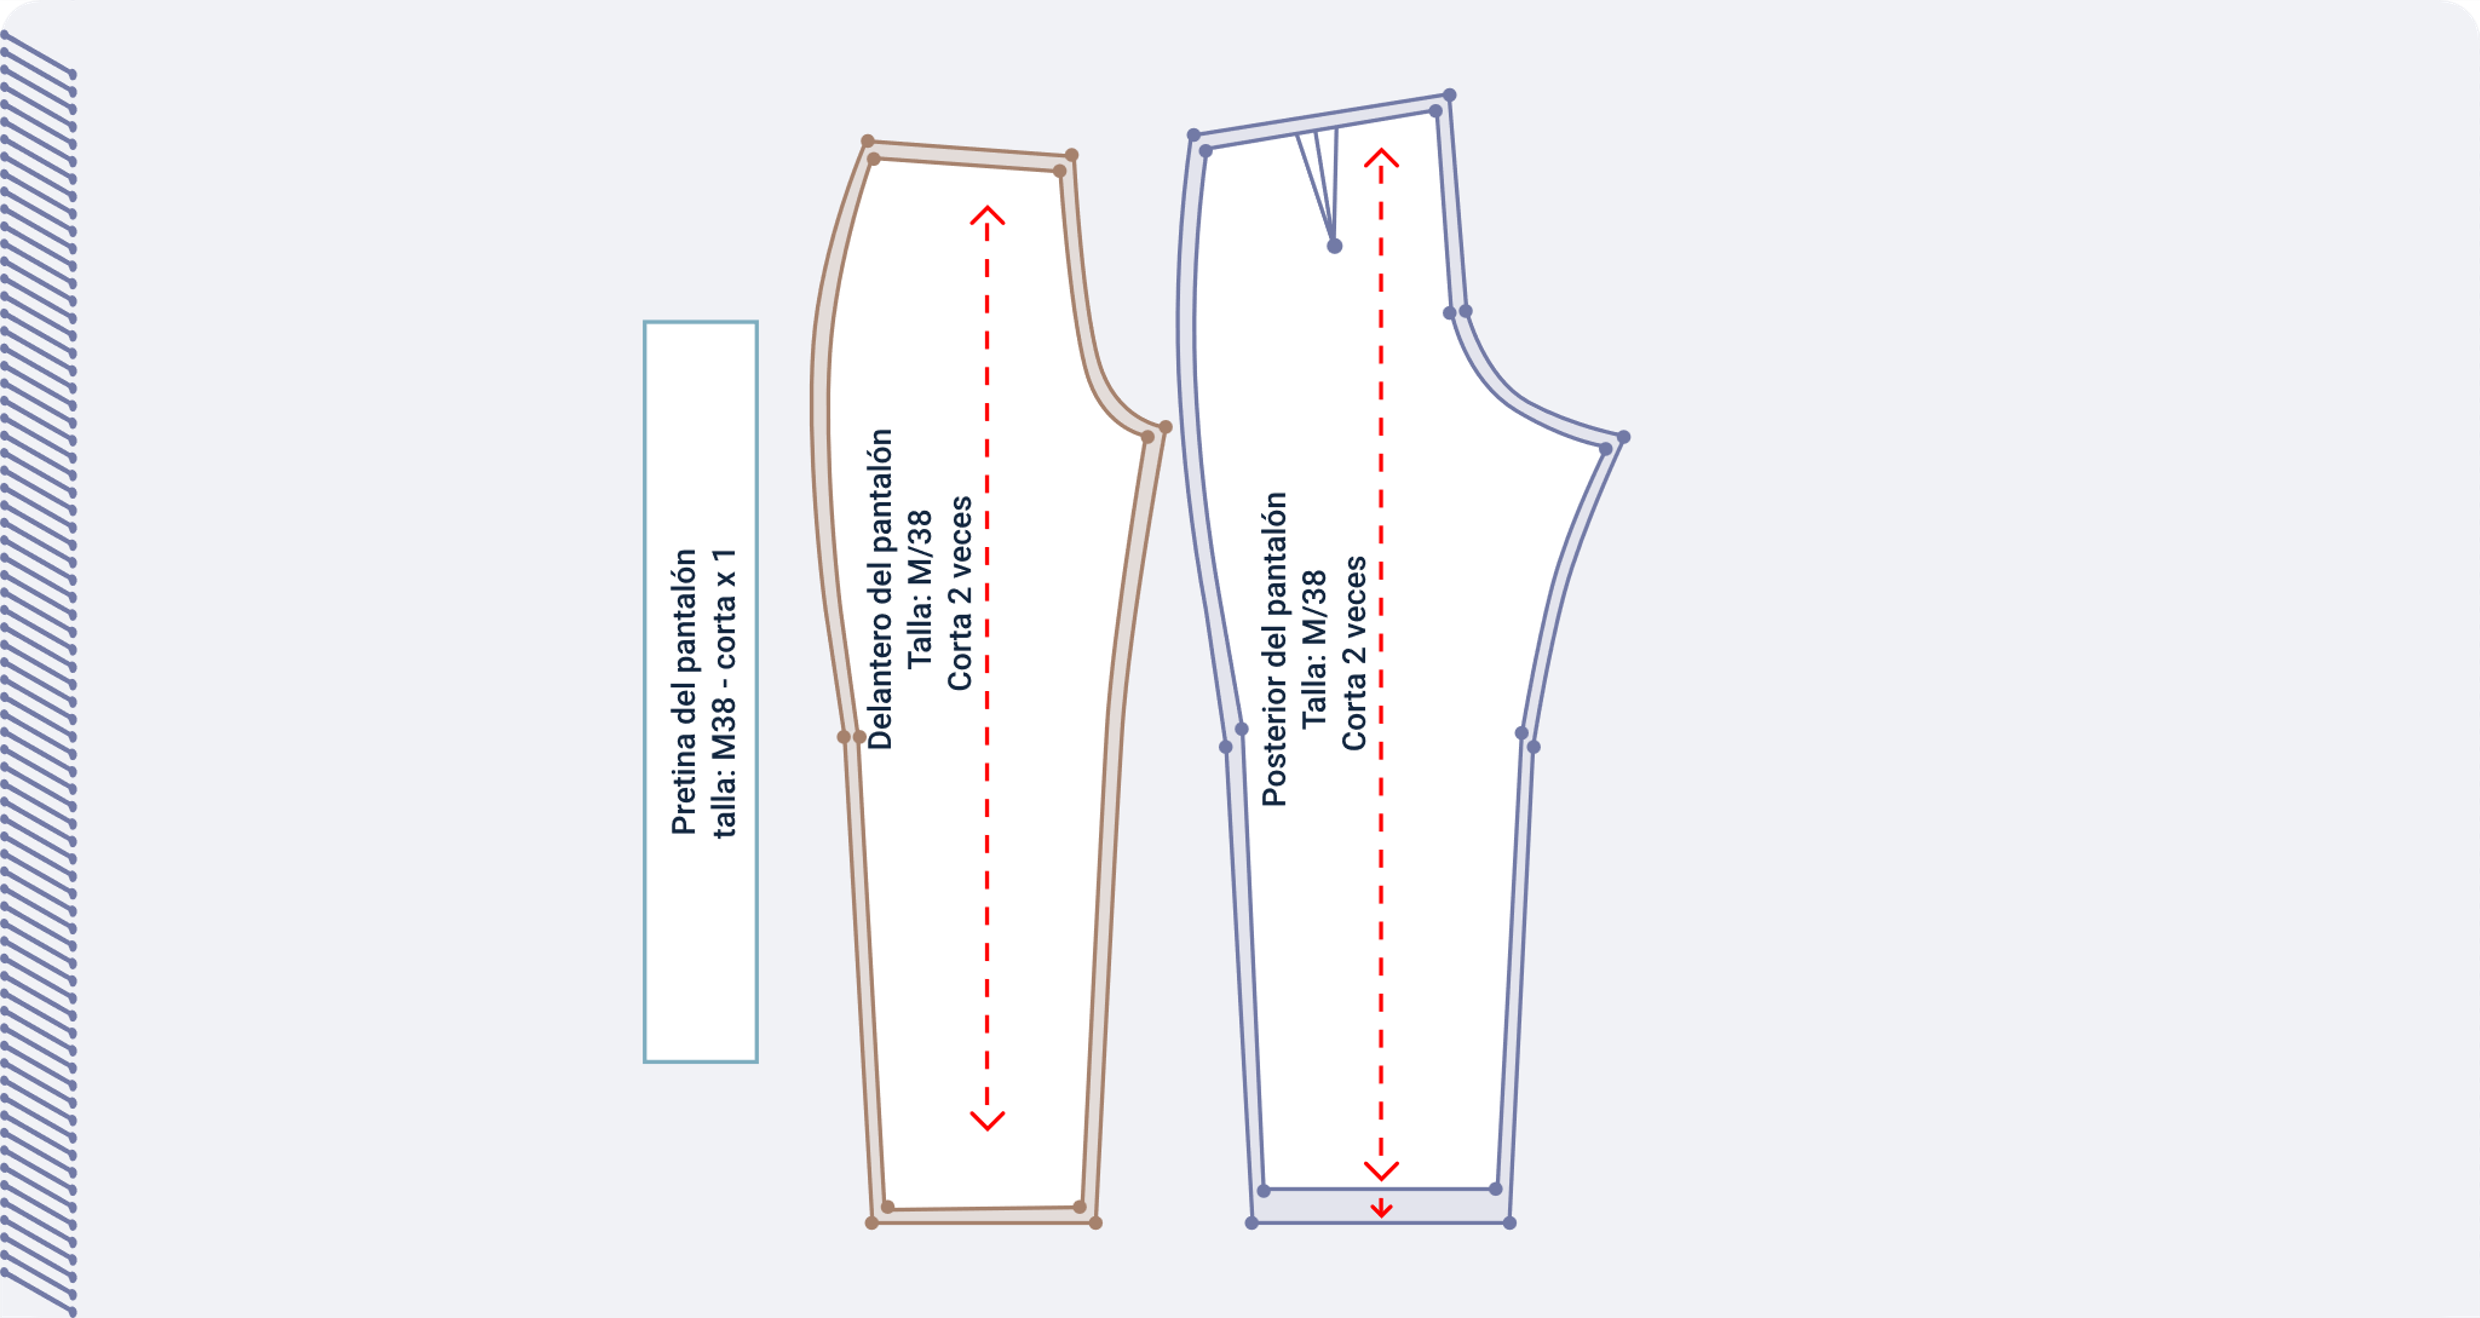 Pretina del pantalón
talla: M38 - corta x 1
Delantero del pantalón
Talla: M/38
Corta 2 veces
Posterior del pantalón
Talla: M/38
Corta 2 veces